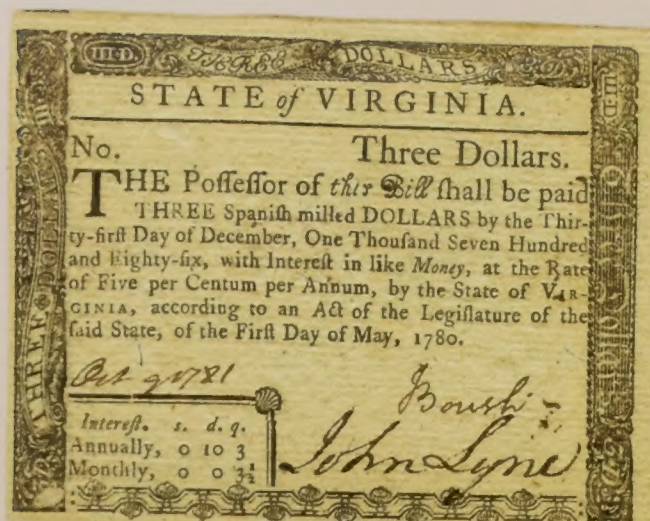 III·D. THREE DOLLARS
STATE of VIRGINIA.
No. Three Dollars.
THE Poſſeſſor of this Bill ſhall be paid
THREE Spaniſh milled DOLLARS by the Thir-
ty-firſt Day of December, One Thouſand Seven Hundred
and Eighty-ſix, with Intereſt in like Money, at the Rate
of Five per Centum per Annum, by the State of VIR-
GINIA, according to an Act of the Legiſlature of the
ſaid State, of the Firſt Day of May, 1780.
Intereſt. s. d. q.
Annually, 0 10 3
Monthly, 0 0 3½
John Lyne
THREE DOLLARS